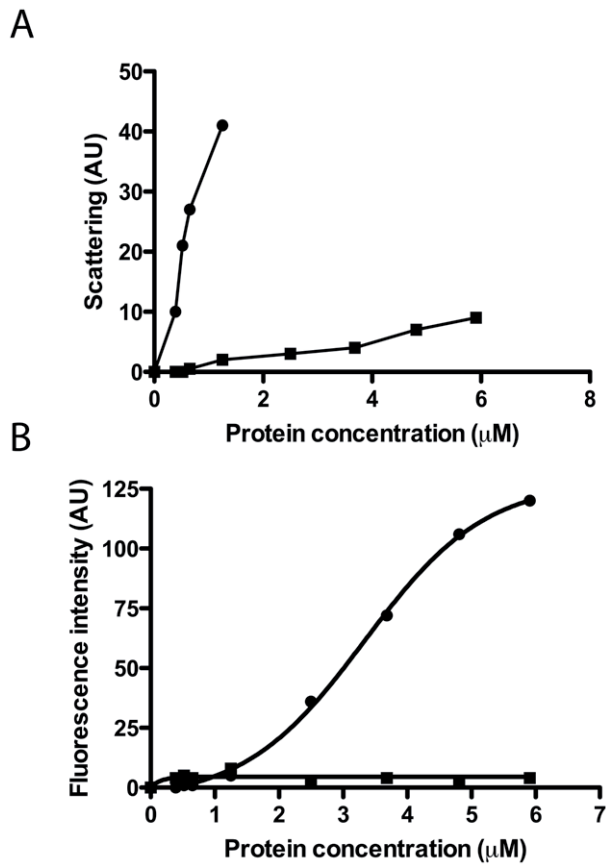 A
Scattering (AU)
50
40
30
20
10
0
0 2 4 6 8
Protein concentration (μM)
B
Fluorescence intensity (AU)
125
100
75
50
25
0
0 1 2 3 4 5 6 7
Protein concentration (μM)